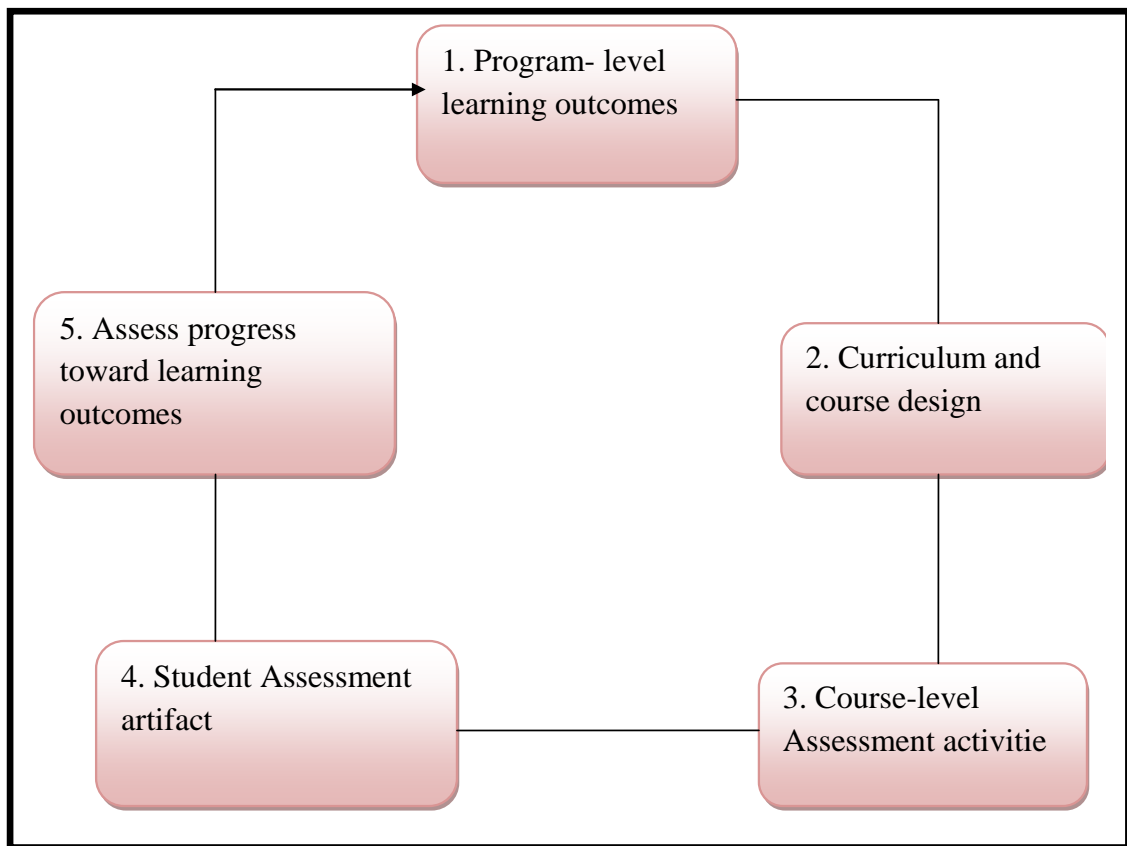 1. Program- level
learning outcomes
5. Assess progress
toward learning
outcomes
2. Curriculum and
course design
4. Student Assessment
artifact
3. Course-level
Assessment activitie